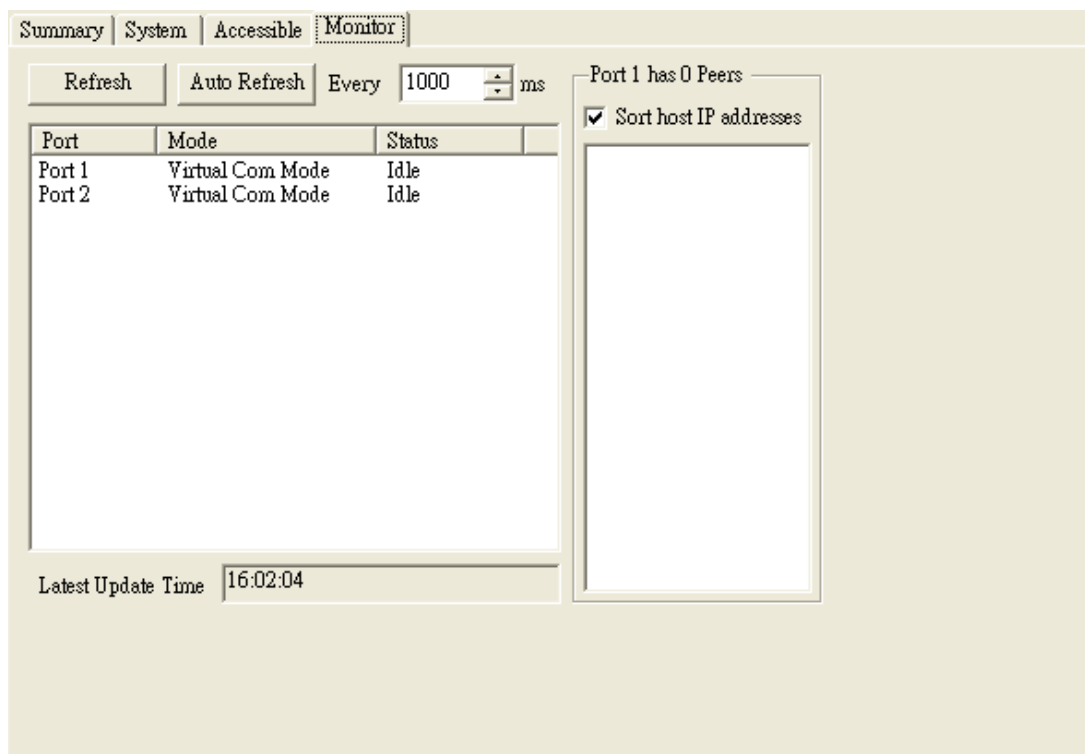 Summary System Accessible Monitor
Refresh Auto Refresh Every 1000 ms
Port Mode Status
Port 1 Virtual Com Mode Idle
Port 2 Virtual Com Mode Idle
Latest Update Time 16:02:04
Port 1 has 0 Peers
Sort host IP addresses